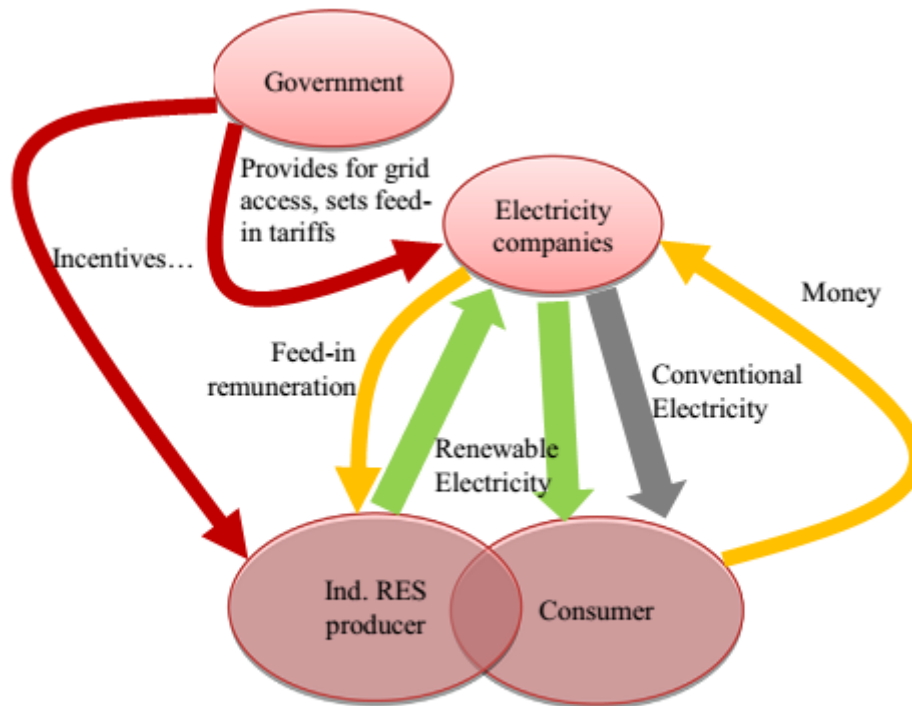 Government
Provides for grid
access, sets feed-
in tariffs
Electricity
companies
Incentives…
Money
Feed-in
remuneration
Conventional
Electricity
Renewable
Electricity
Ind. RES
producer
Consumer